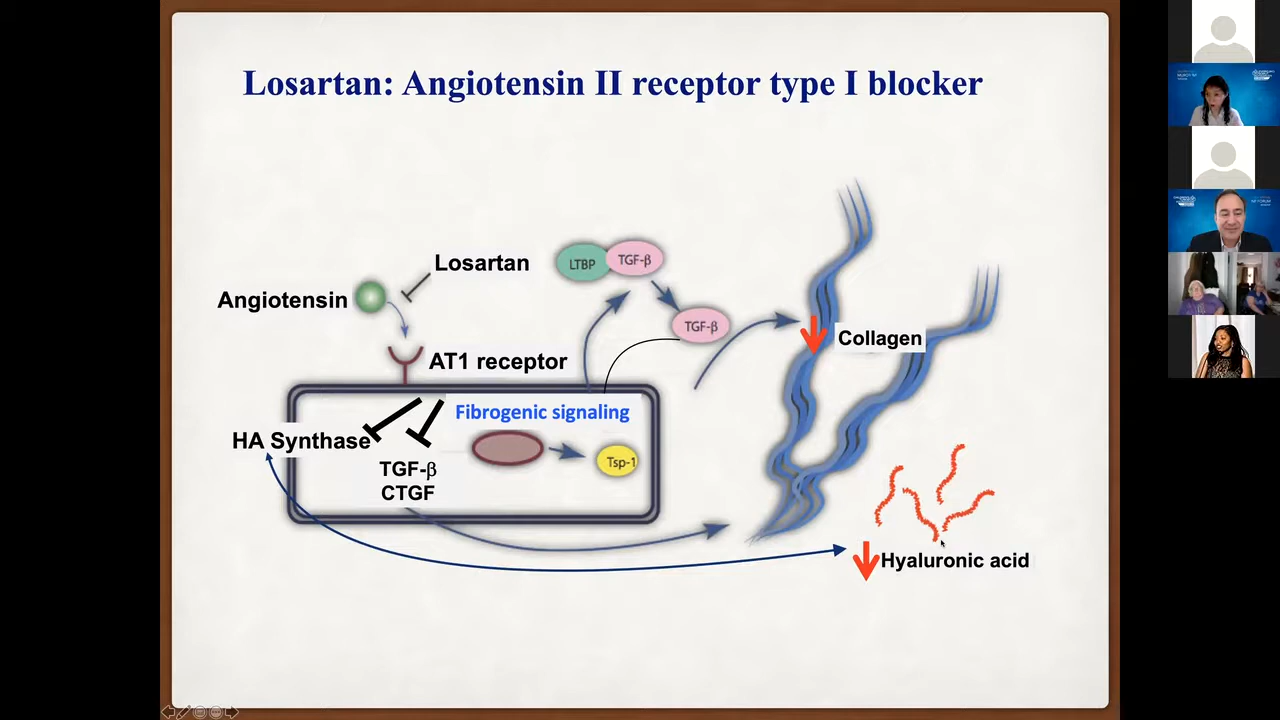 Losartan: Angiotensin II receptor type I blocker
Losartan
LTBP
TGF-β
Angiotensin
TGF-β
Collagen
AT1 receptor
Fibrogenic signaling
HA Synthase
Tsp-1
TGF-β
CTGF
Hyaluronic acid